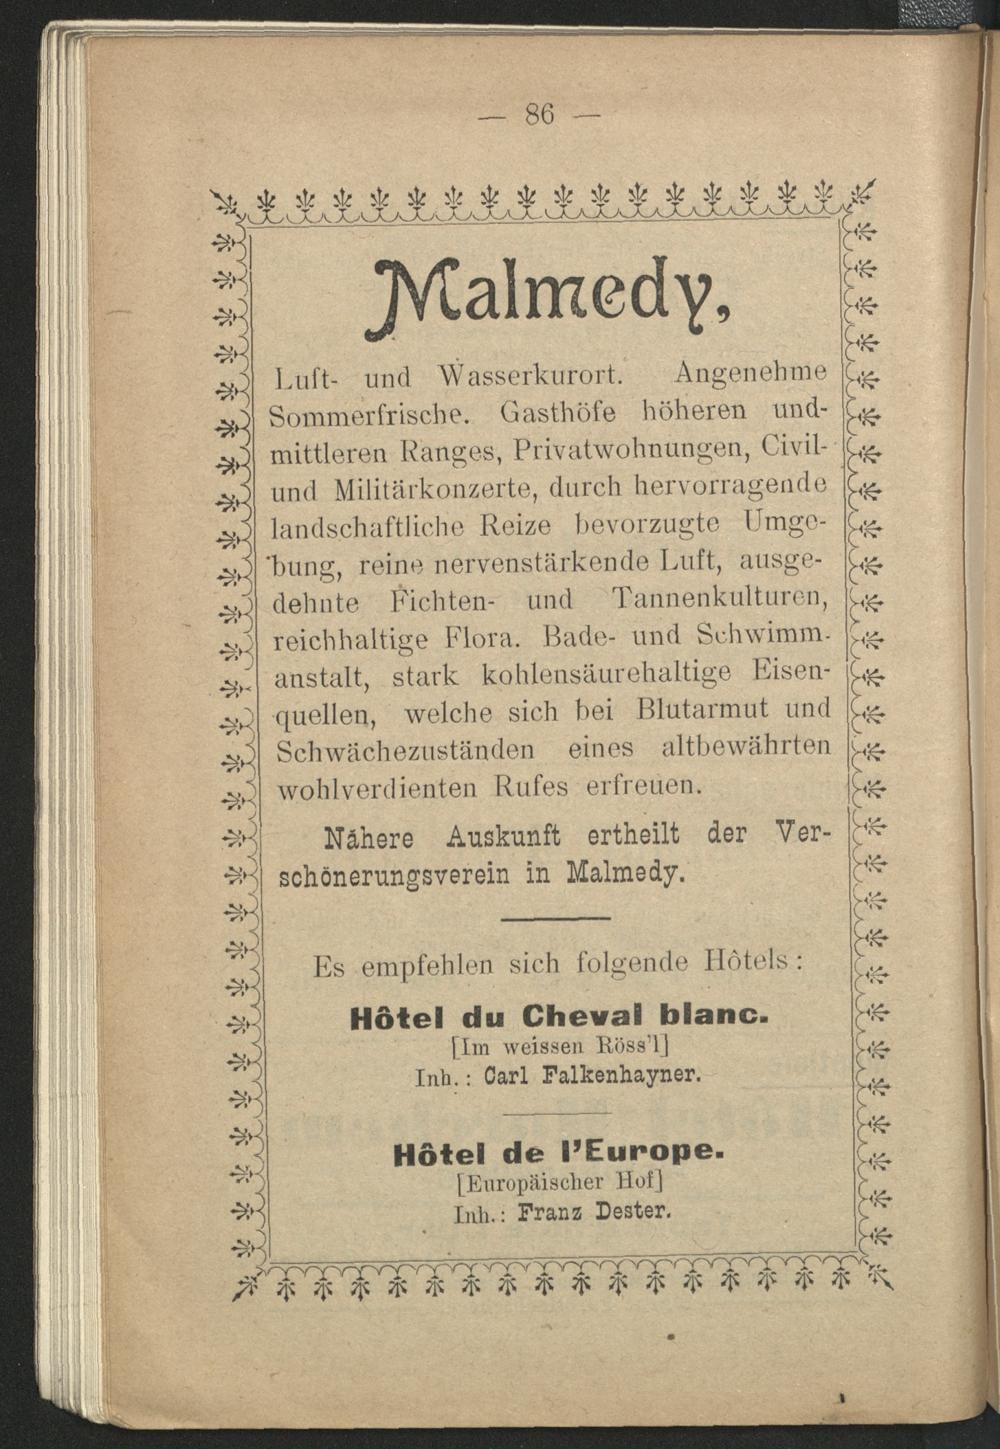 — 86 —
Malmedy,
Luft- und Wasserkurort. Angenehme
Sommerfrische. Gasthöfe höheren und-
mittleren Ranges, Privatwohnungen, Civil-
und Militärkonzerte, durch hervorragende
landschaftliche Reize bevorzugte Umge-
bung, reine nervenstärkende Luft, ausge-
dehnte Fichten- und Tannenkulturen,
reichhaltige Flora. Bade- und Schwimm-
anstalt, stark kohlensäurehaltige Eisen-
quellen, welche sich bei Blutarmut und
Schwächezuständen eines altbewährten
wohlverdienten Rufes erfreuen.
Nähere Auskunft ertheilt der Ver-
schönerungsverein in Malmedy.
Es empfehlen sich folgende Hôtels:
Hôtel du Cheval blanc.
[Im weissen Röss'l]
Inh.: Carl Falkenhayner.
Hôtel de l'Europe.
[Europäischer Hof]
Inh.: Franz Dester.